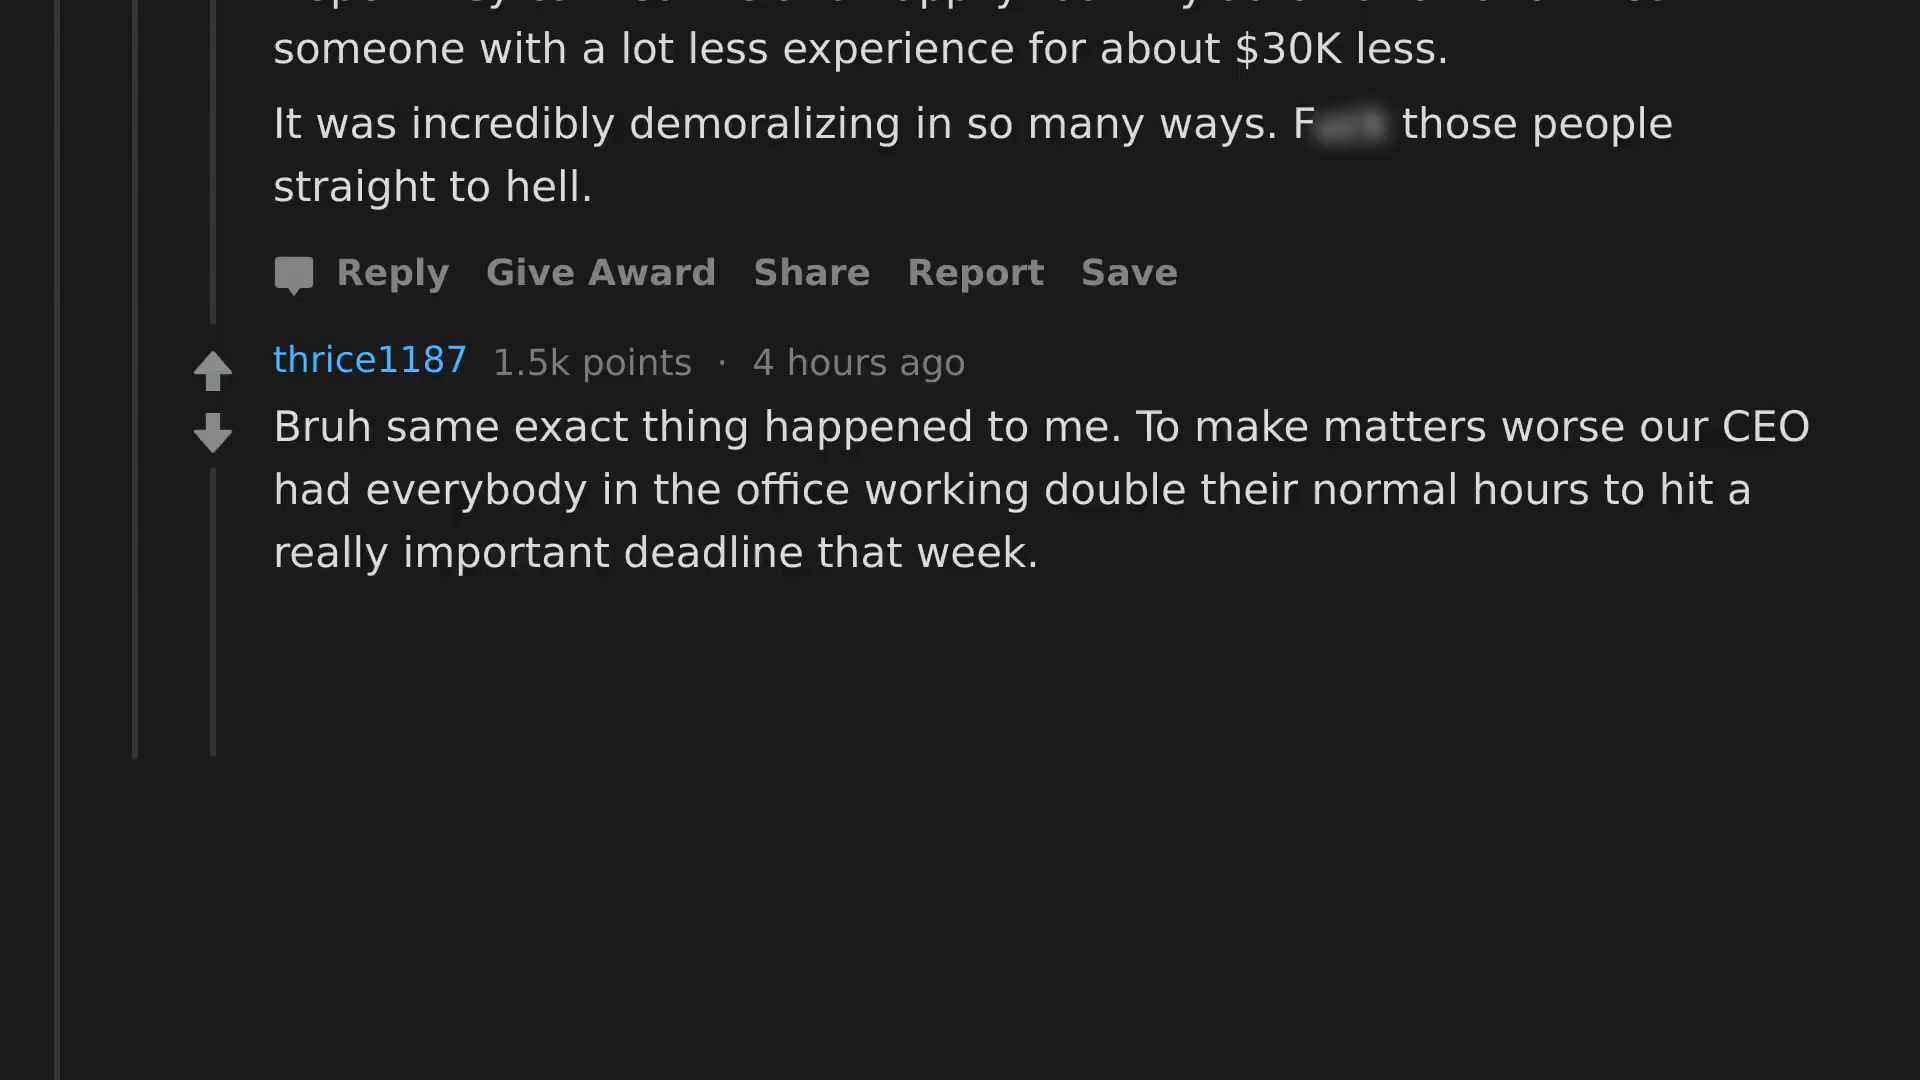 someone with a lot less experience for about $30K less.
It was incredibly demoralizing in so many ways. F those people
straight to hell.
Reply Give Award Share Report Save
thrice1187 1.5k points · 4 hours ago
Bruh same exact thing happened to me. To make matters worse our CEO
had everybody in the office working double their normal hours to hit a
really important deadline that week.